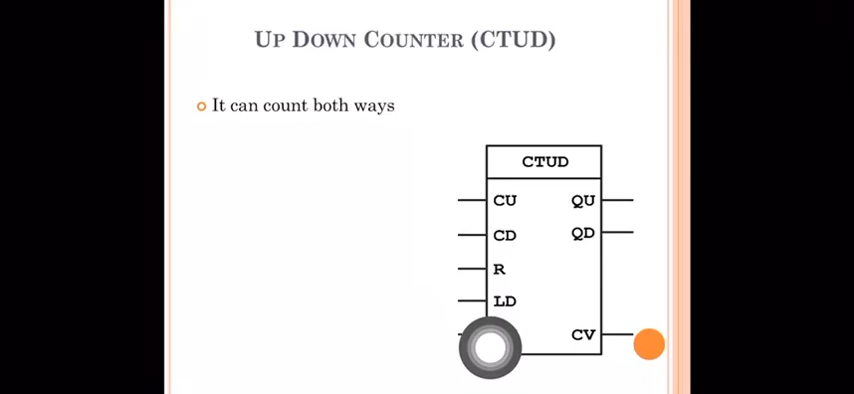 UP DOWN COUNTER (CTUD)
It can count both ways
CTUD
CU QU
CD QD
R
LD
CV